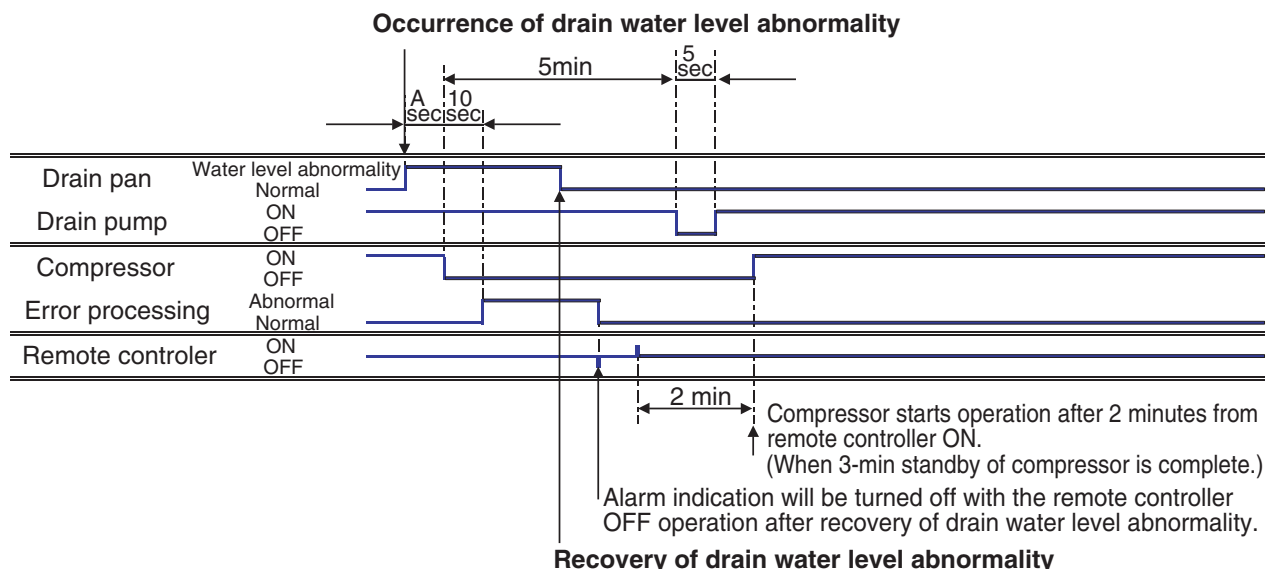 Occurrence of drain water level abnormality
5min
5
sec
A
sec
10
sec
Drain pan
Water level abnormality
Normal
Drain pump
ON
OFF
Compressor
ON
OFF
Error processing
Abnormal
Normal
Remote controler
ON
OFF
2 min
Compressor starts operation after 2 minutes from
remote controller ON.
(When 3-min standby of compressor is complete.)
Alarm indication will be turned off with the remote controller
OFF operation after recovery of drain water level abnormality.
Recovery of drain water level abnormality